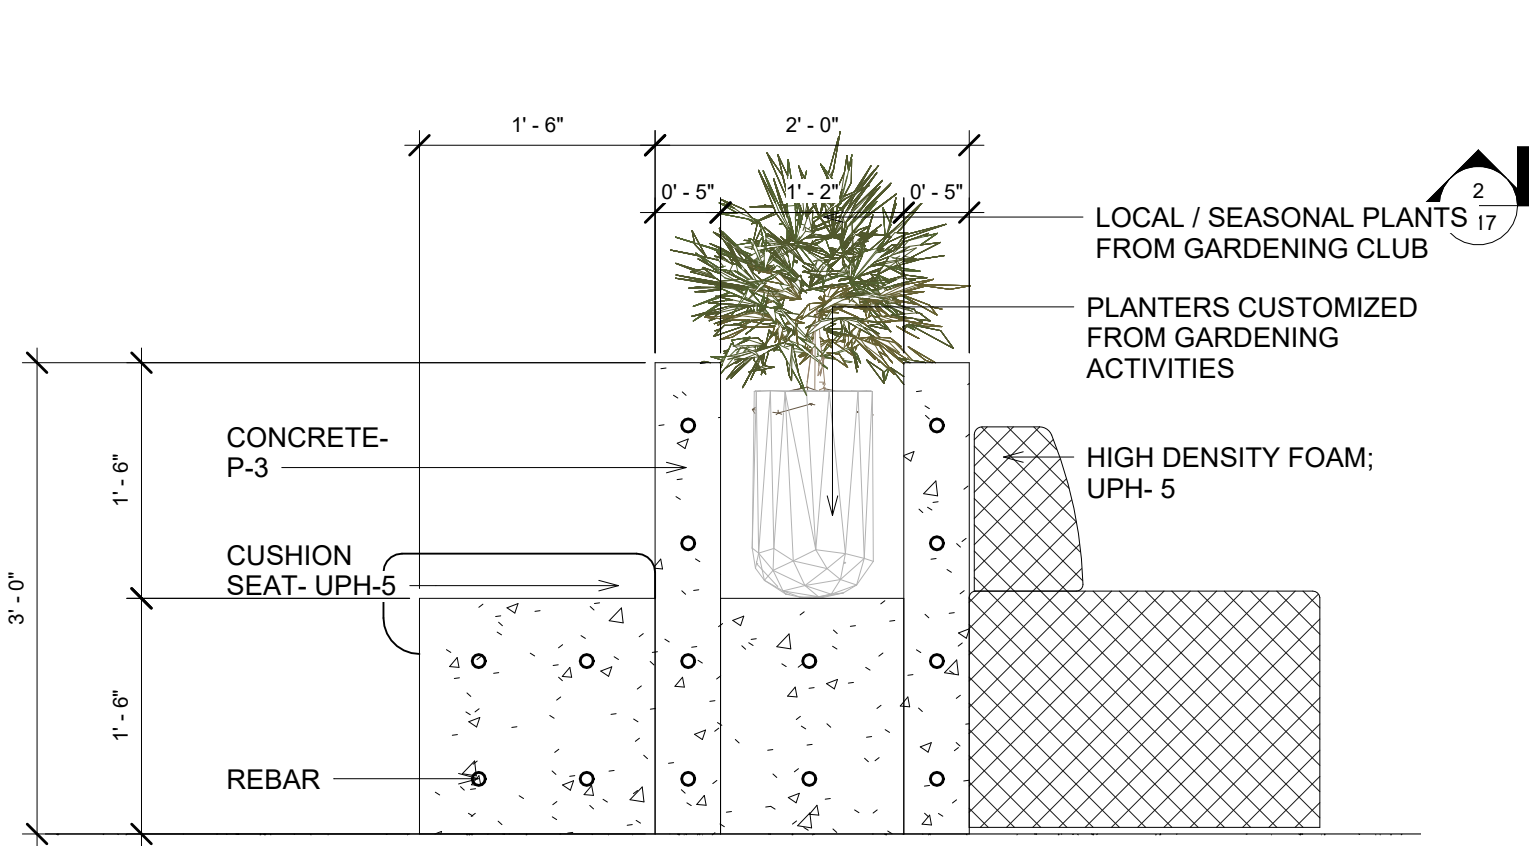 1' - 6"
2' - 0"
0' - 5"
1' - 2"
0' - 5"
2
17
LOCAL / SEASONAL PLANTS
FROM GARDENING CLUB
PLANTERS CUSTOMIZED
FROM GARDENING
ACTIVITIES
CONCRETE-
P-3
HIGH DENSITY FOAM;
UPH- 5
1' - 6"
CUSHION
SEAT- UPH-5
3' - 0"
1' - 6"
REBAR